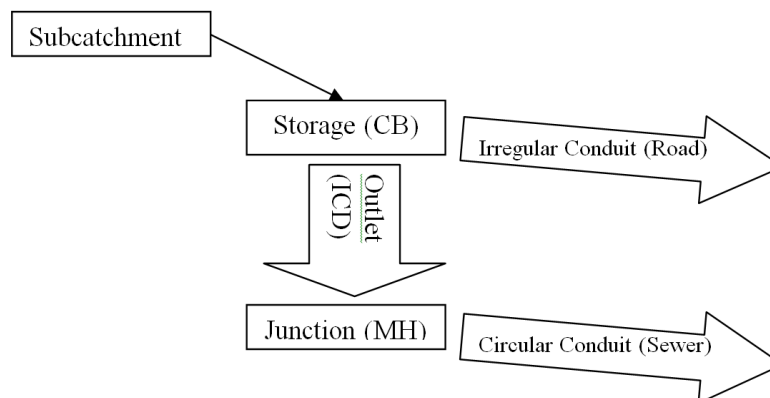 Subcatchment
Storage (CB)
Irregular Conduit (Road)
Outlet
(ICD)
Junction (MH)
Circular Conduit (Sewer)